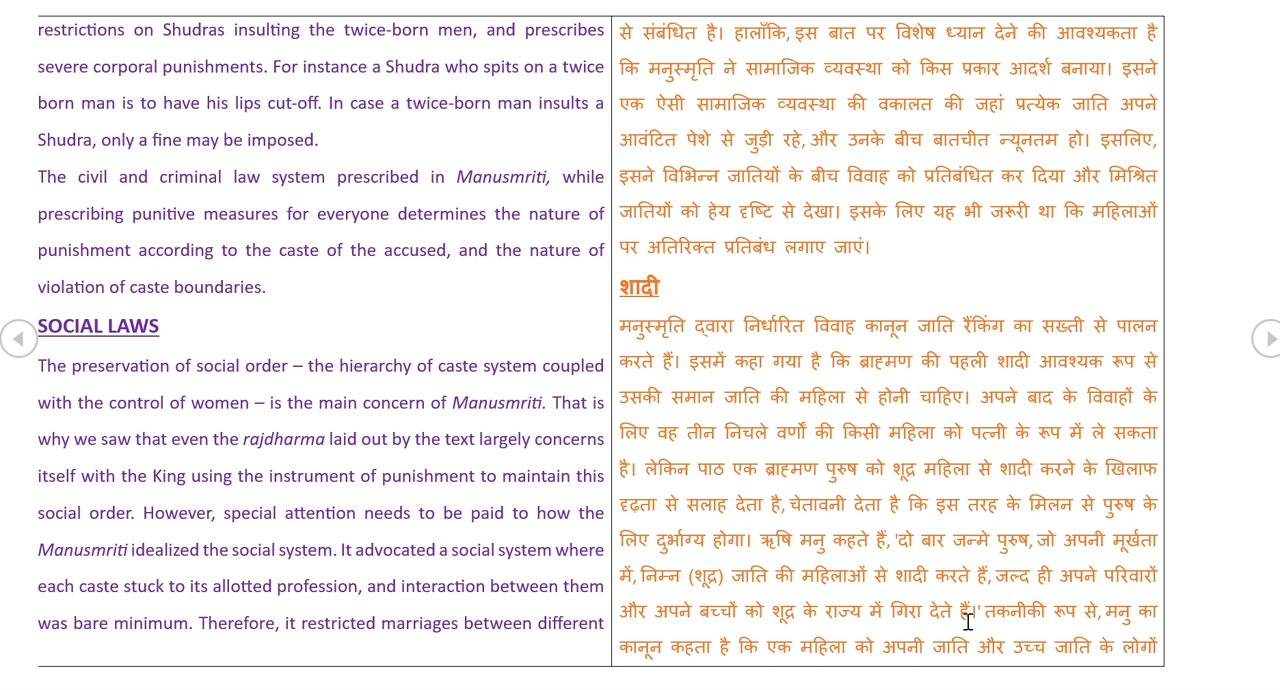 restrictions on Shudras insulting the twice-born men, and prescribes
severe corporal punishments. For instance a Shudra who spits on a twice
born man is to have his lips cut-off. In case a twice-born man insults a
Shudra, only a fine may be imposed.
The civil and criminal law system prescribed in Manusmriti, while
prescribing punitive measures for everyone determines the nature of
punishment according to the caste of the accused, and the nature of
violation of caste boundaries.
SOCIAL LAWS
The preservation of social order – the hierarchy of caste system coupled
with the control of women – is the main concern of Manusmriti. That is
why we saw that even the rajdharma laid out by the text largely concerns
itself with the King using the instrument of punishment to maintain this
social order. However, special attention needs to be paid to how the
Manusmriti idealized the social system. It advocated a social system where
each caste stuck to its allotted profession, and interaction between them
was bare minimum. Therefore, it restricted marriages between different
से संबंधित है। हालाँकि, इस बात पर विशेष ध्यान देने की आवश्यकता है
कि मनुस्मृति ने सामाजिक व्यवस्था को किस प्रकार आदर्श बनाया। इसने
एक ऐसी सामाजिक व्यवस्था की वकालत की जहां प्रत्येक जाति अपने
आवंटित पेशे से जुड़ी रहे, और उनके बीच बातचीत न्यूनतम हो। इसलिए,
इसने विभिन्न जातियों के बीच विवाह को प्रतिबंधित कर दिया और मिश्रित
जातियों को हेय दृष्टि से देखा। इसके लिए यह भी जरूरी था कि महिलाओं
पर अतिरिक्त प्रतिबंध लगाए जाएं।
शादी
मनुस्मृति द्वारा निर्धारित विवाह कानून जाति रैंकिंग का सख्ती से पालन
करते हैं। इसमें कहा गया है कि ब्राह्मण की पहली शादी आवश्यक रूप से
उसकी समान जाति की महिला से होनी चाहिए। अपने बाद के विवाहों के
लिए वह तीन निचले वर्णों की किसी महिला को पत्नी के रूप में ले सकता
है। लेकिन पाठ एक ब्राह्मण पुरुष को शूद्र महिला से शादी करने के खिलाफ
दृढ़ता से सलाह देता है, चेतावनी देता है कि इस तरह के मिलन से पुरुष के
लिए दुर्भाग्य होगा। ऋषि मनु कहते हैं, 'दो बार जन्मे पुरुष, जो अपनी मूर्खता
में, निम्न (शूद्र) जाति की महिलाओं से शादी करते हैं, जल्द ही अपने परिवारों
और अपने बच्चों को शूद्र के राज्य में गिरा देते हैं।' तकनीकी रूप से, मनु का
कानून कहता है कि एक महिला को अपनी जाति और उच्च जाति के लोगों